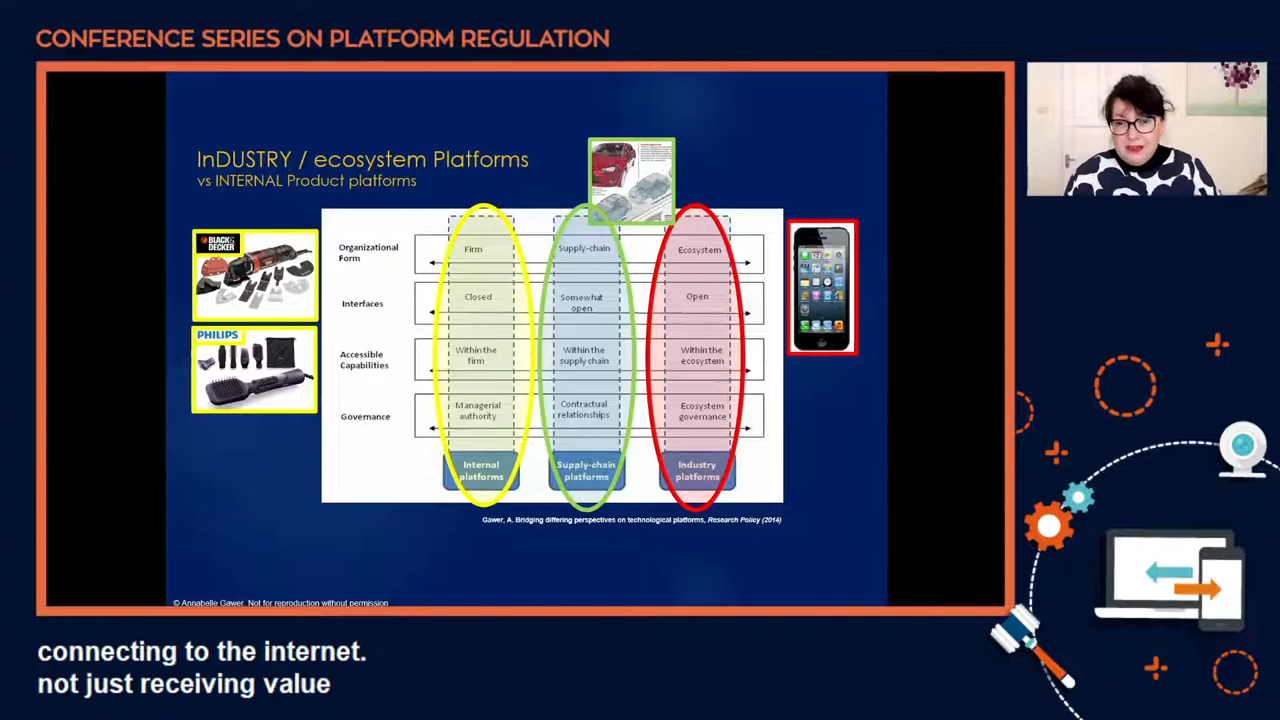 CONFERENCE SERIES ON PLATFORM REGULATION
InDUSTRY / ecosystem Platforms
vs INTERNAL Product platforms
BLACK&
DECKER
PHILIPS
Organizational
Form
Firm
Supply-chain
Ecosystem
Interfaces
Closed
Somewhat
open
Open
Accessible
Capabilities
Within the
firm
Within the
supply chain
Within the
ecosystem
Governance
Managerial
authority
Contractual
relationships
Ecosystem
governance
Internal
platforms
Supply-chain
platforms
Industry
platforms
Gawer, A. Bridging differing perspectives on technological platforms, Research Policy (2014)
© Annabelle Gawer. Not for reproduction without permission
connecting to the internet.
not just receiving value